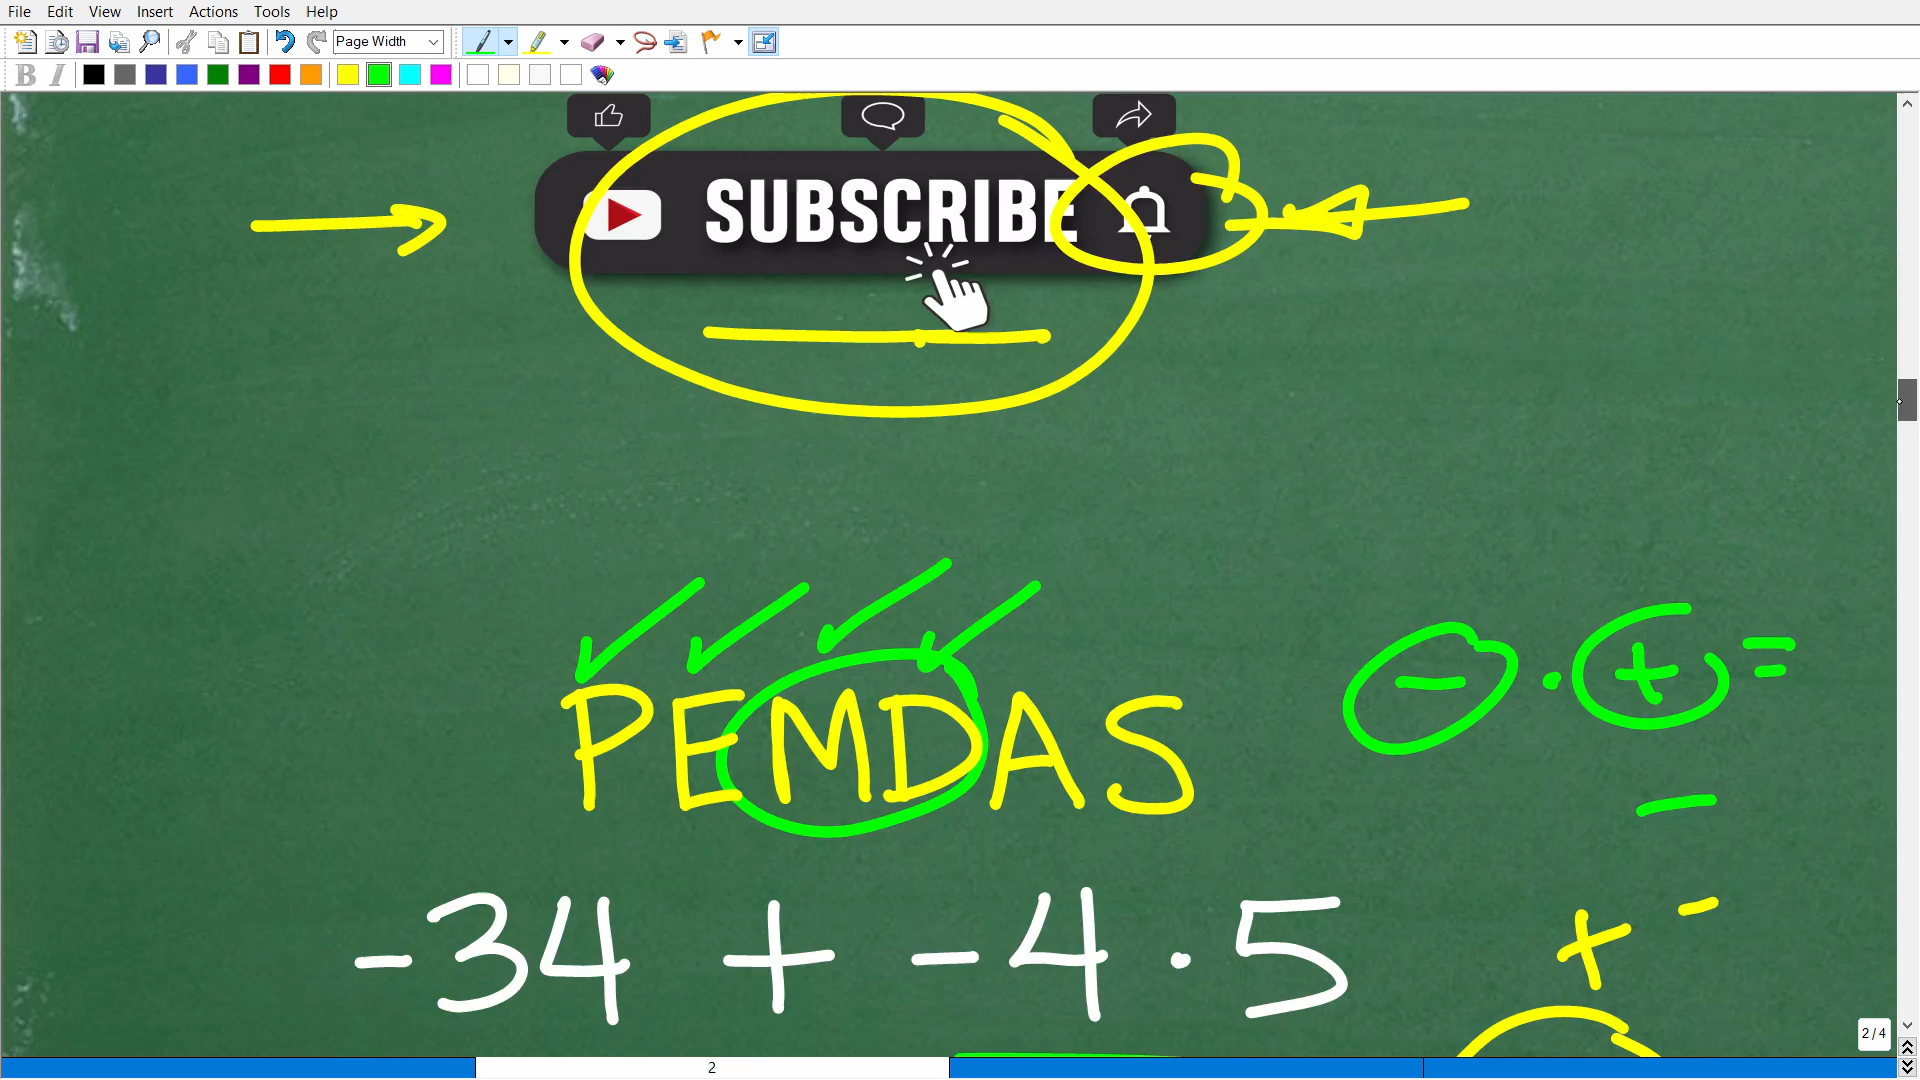 File Edit View Insert Actions Tools Help
Page Width
B I
SUBSCRIBE
PEMDAS
- · + =
-
-34 + -4 · 5
+ -
2 / 4
2